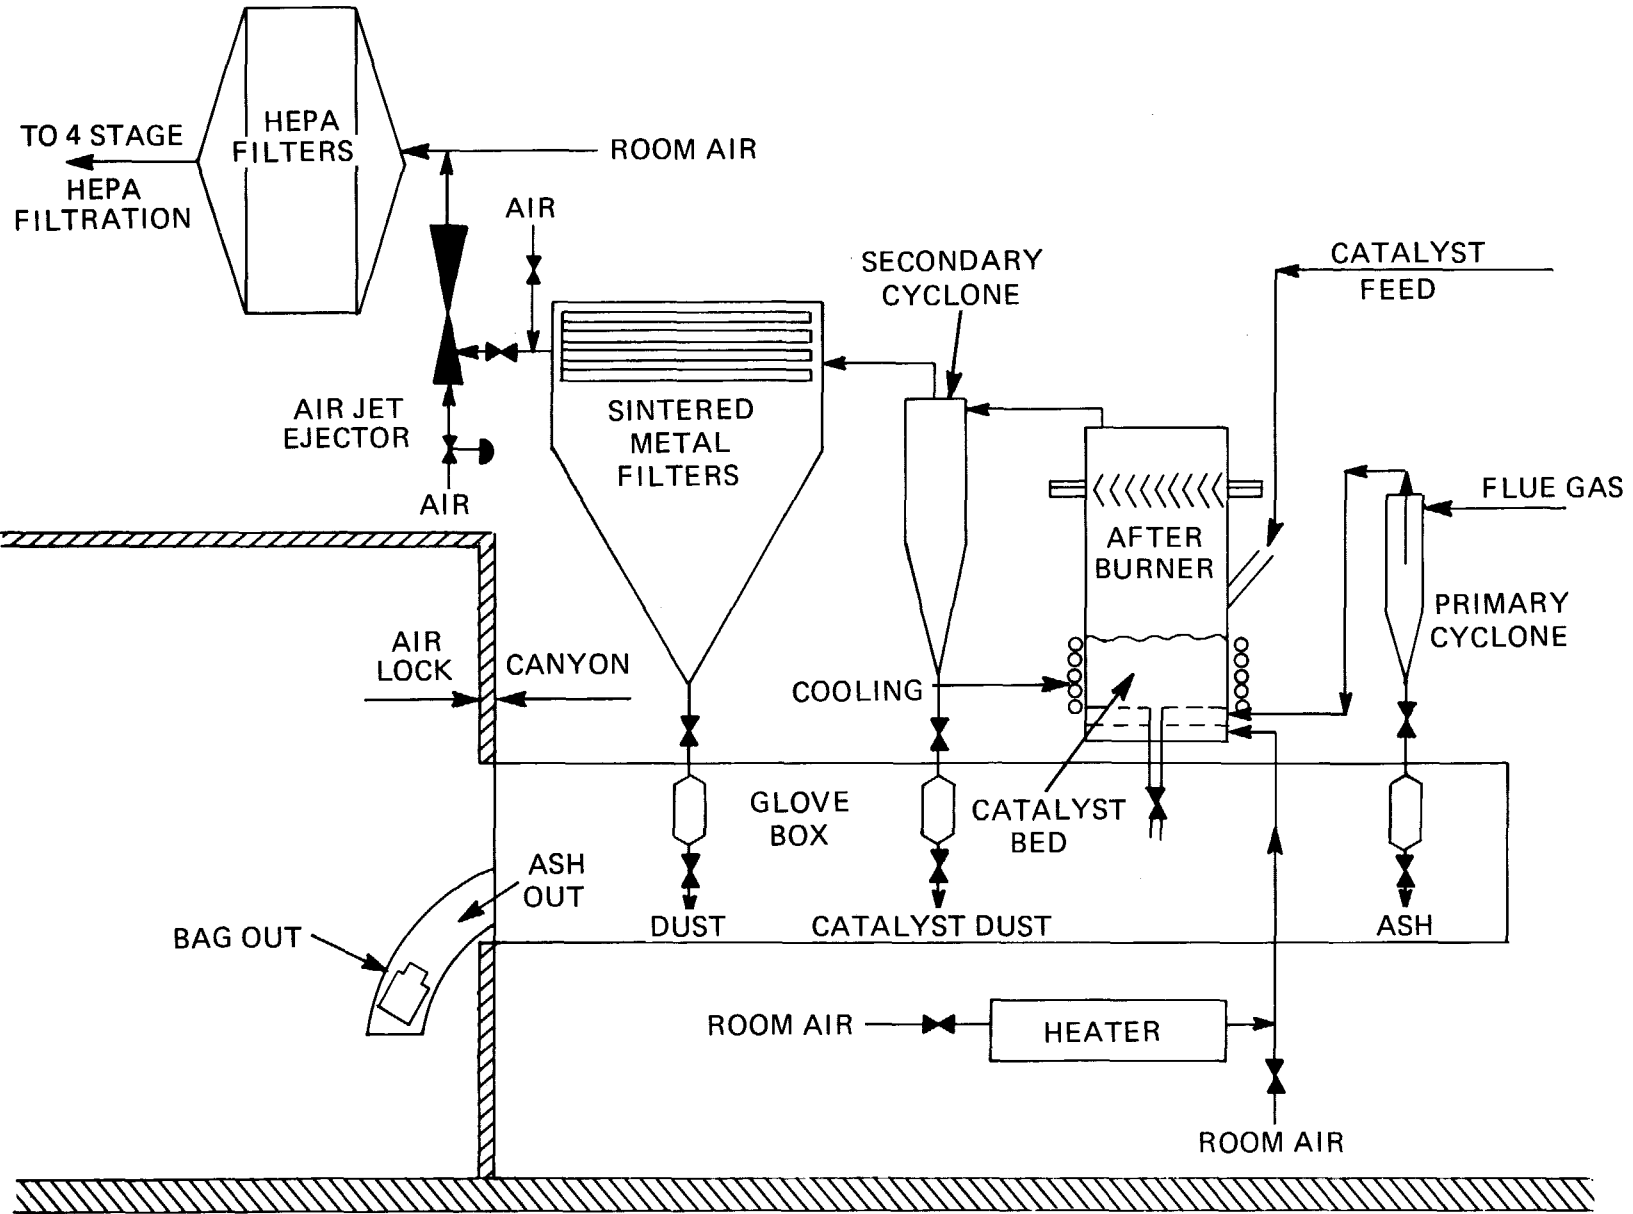 TO 4 STAGE
HEPA
FILTRATION
HEPA
FILTERS
ROOM AIR
AIR
SECONDARY
CYCLONE
CATALYST
FEED
AIR JET
EJECTOR
AIR
SINTERED
METAL
FILTERS
AFTER
BURNER
FLUE GAS
PRIMARY
CYCLONE
AIR
LOCK
CANYON
COOLING
GLOVE
BOX
CATALYST
BED
ASH
OUT
BAG OUT
DUST
CATALYST DUST
ASH
ROOM AIR
HEATER
ROOM AIR